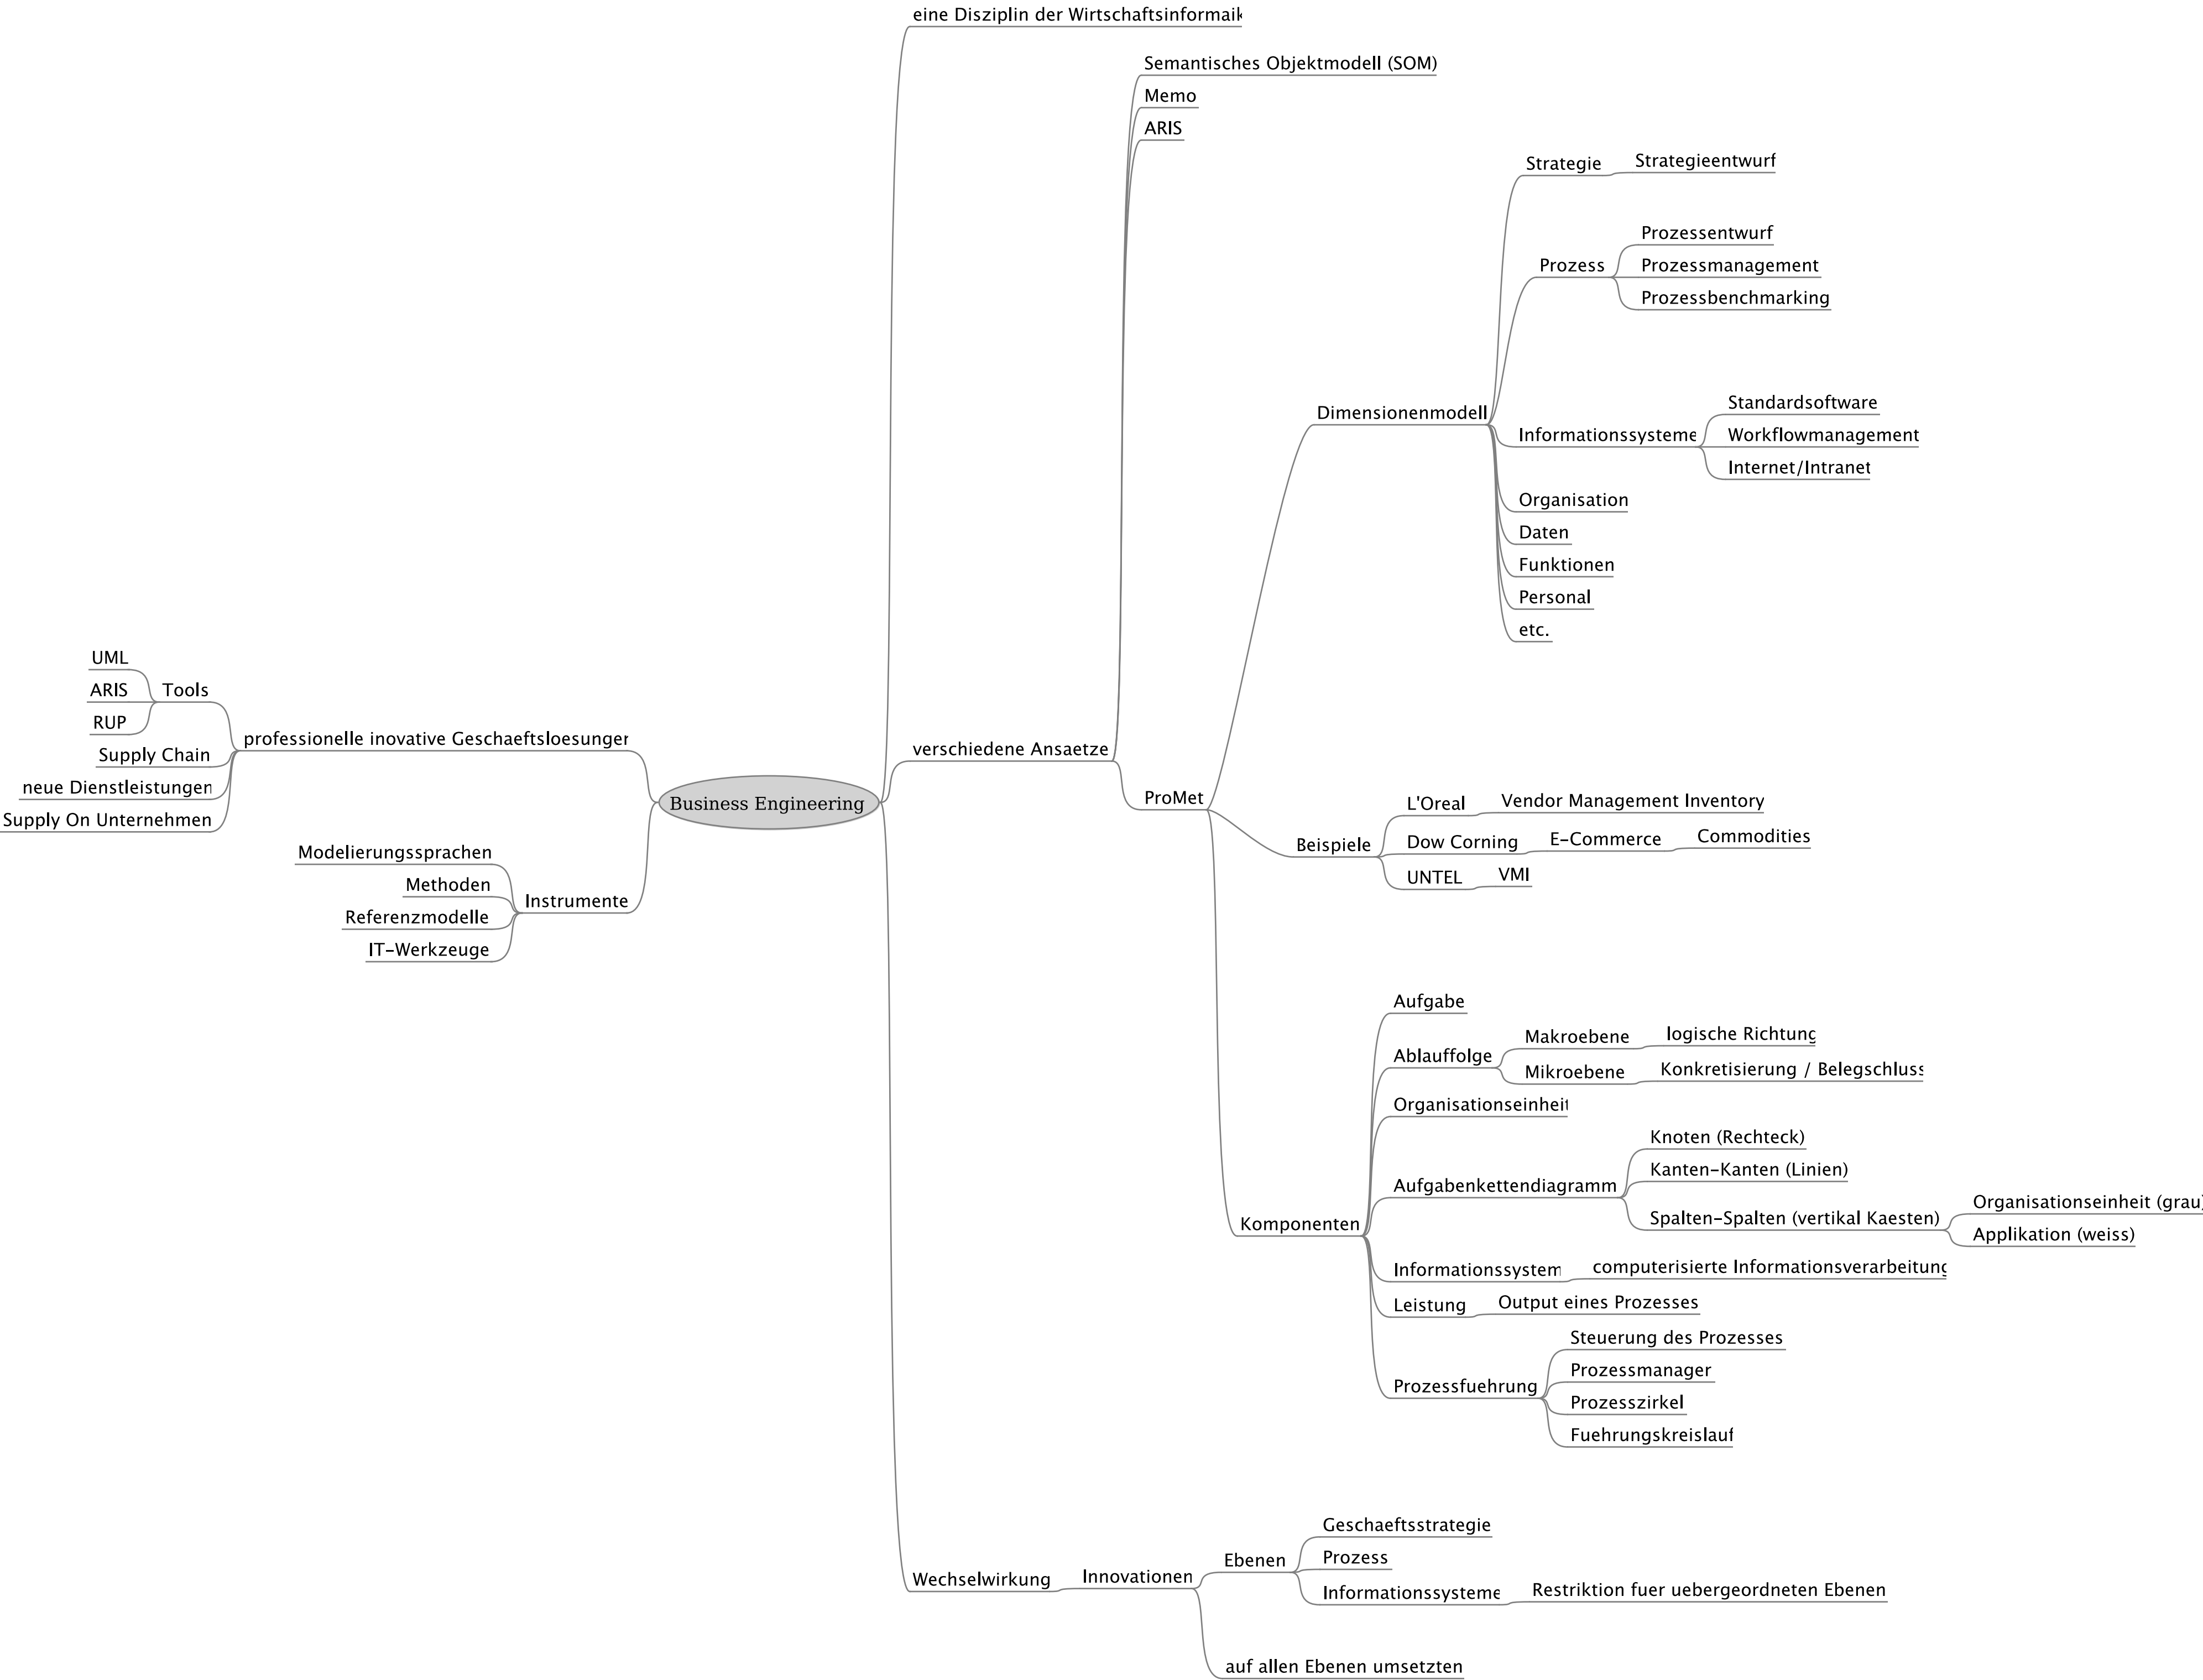 eine Disziplin der Wirtschaftsinformaik
Semantisches Objektmodell (SOM)
Memo
ARIS
Strategie
Strategieentwurf
Prozessentwurf
Prozess
Prozessmanagement
Prozessbenchmarking
Dimensionenmodell
Standardsoftware
Informationssysteme
Workflowmanagement
Internet/Intranet
Organisation
Daten
Funktionen
Personal
etc.
UML
ARIS
Tools
RUP
professionelle inovative Geschaeftsloesungen
Supply Chain
neue Dienstleistungen
Supply On Unternehmen
Business Engineering
Modelierungssprachen
Methoden
Instrumente
Referenzmodelle
IT-Werkzeuge
verschiedene Ansaetze
ProMet
Beispiele
L'Oreal
Vendor Management Inventory
Dow Corning
E-Commerce
Commodities
UNTEL
VMI
Komponenten
Aufgabe
Ablauffolge
Makroebene
logische Richtung
Mikroebene
Konkretisierung / Belegschluss
Organisationseinheit
Aufgabenkettendiagramm
Knoten (Rechteck)
Kanten-Kanten (Linien)
Spalten-Spalten (vertikal Kaesten)
Organisationseinheit (grau)
Applikation (weiss)
Informationssystem
computerisierte Informationsverarbeitung
Leistung
Output eines Prozesses
Prozessfuehrung
Steuerung des Prozesses
Prozessmanager
Prozesszirkel
Fuehrungskreislauf
Wechselwirkung
Innovationen
Ebenen
Geschaeftsstrategie
Prozess
Informationssysteme
Restriktion fuer uebergeordneten Ebenen
auf allen Ebenen umsetzten